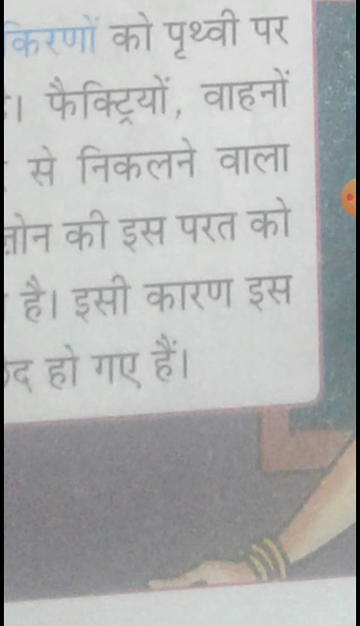 किरणों को पृथ्वी पर
। फैक्ट्रियों, वाहनों
से निकलने वाला
की इस परत को
है। इसी कारण इस
हो गए हैं।